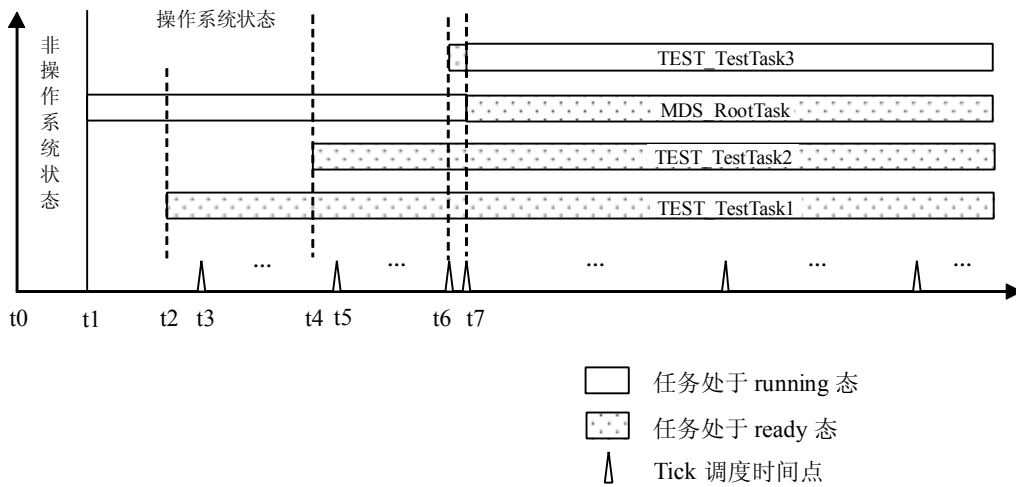 操作系统状态
非操作系统状态
TEST_TestTask3
MDS_RootTask
TEST_TestTask2
TEST_TestTask1
... ... ... ... ...
t0 t1 t2 t3 t4 t5 t6 t7
任务处于 running 态
任务处于 ready 态
Tick 调度时间点